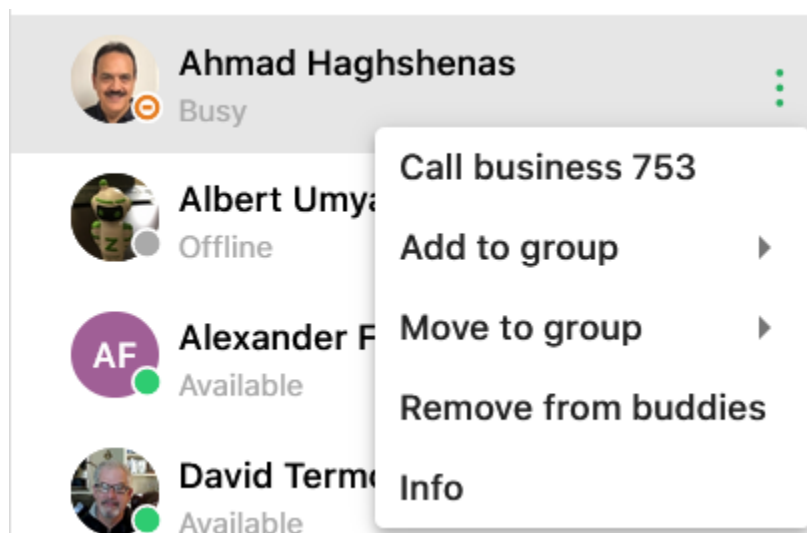 Ahmad Haghshenas
Busy
Call business 753
Albert Umya
Offline
Add to group
Alexander F
Available
Move to group
AF
Remove from buddies
David Termo
Available
Info
Z